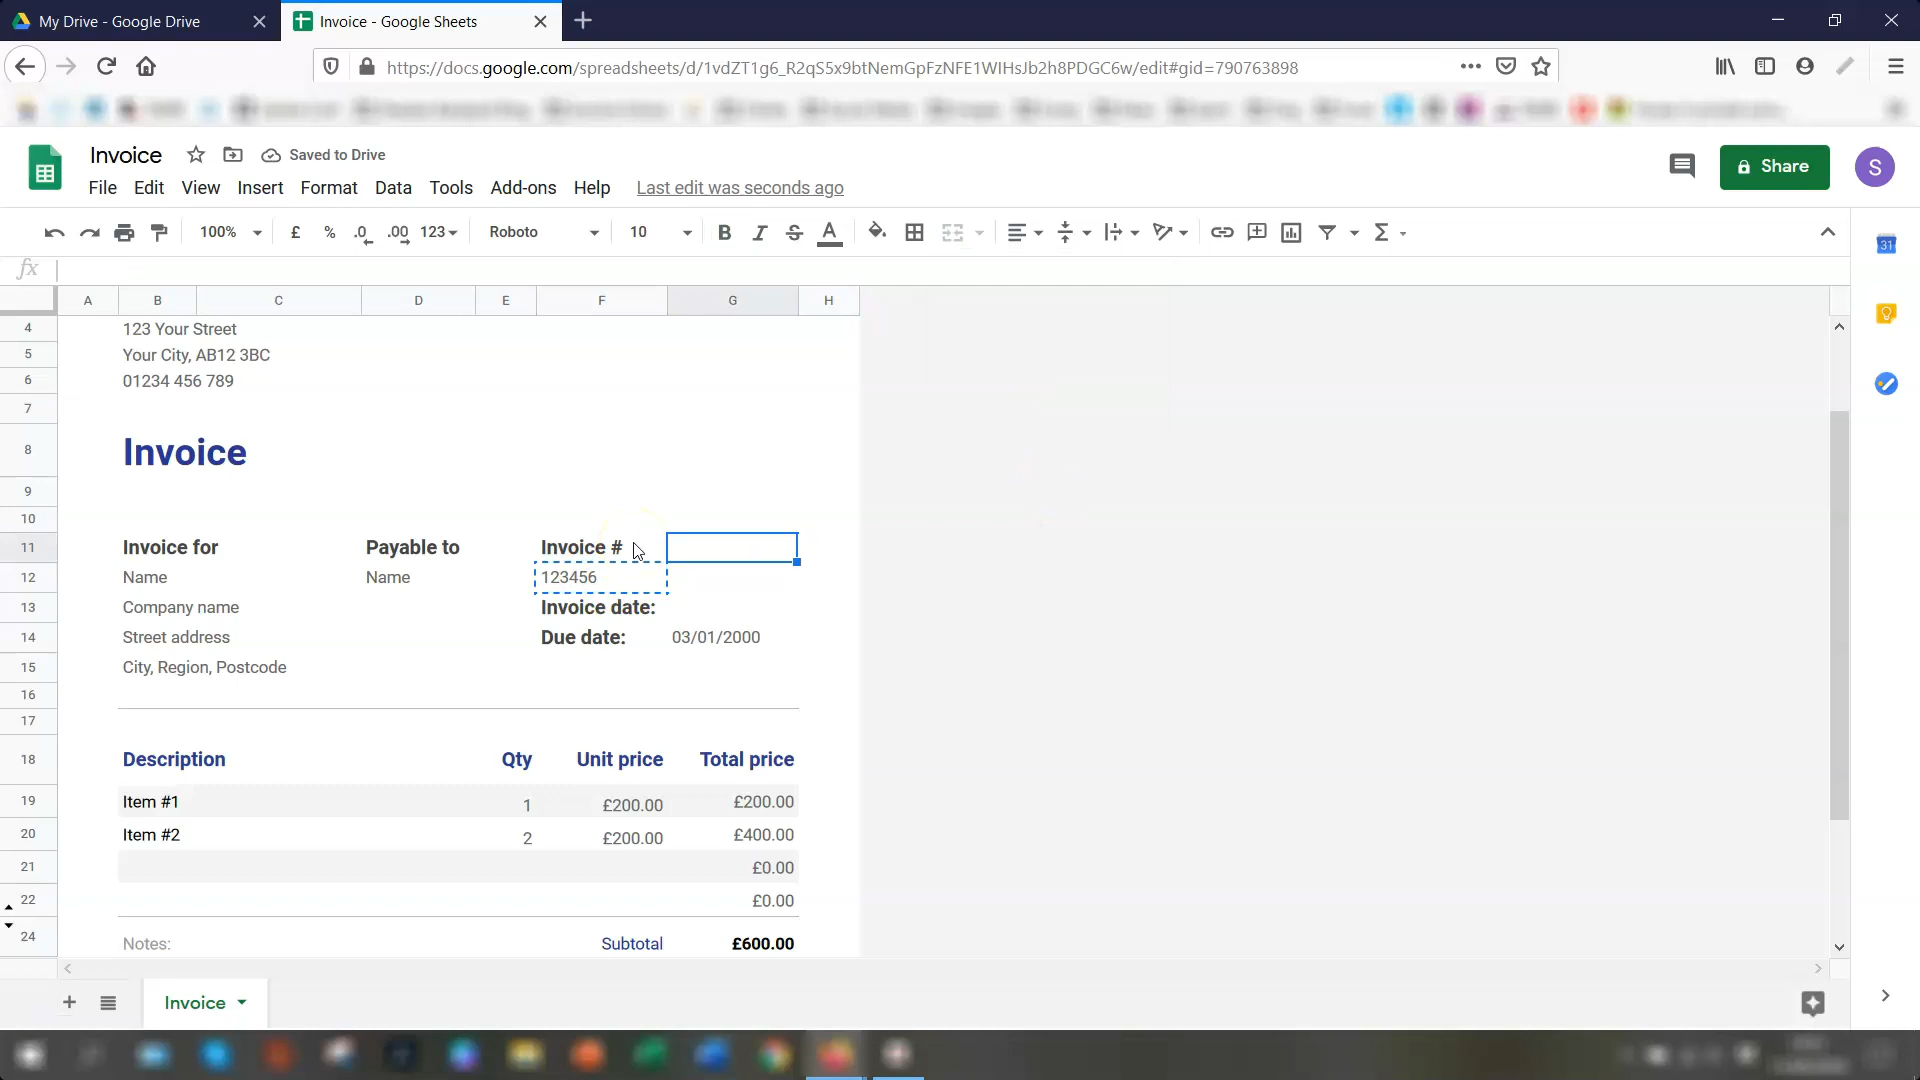 My Drive - Google Drive
Invoice - Google Sheets
https://docs.google.com/spreadsheets/d/1vdZT1g6_R2qS5x9btNemGpFzNFE1WIHsJb2h8PDGC6w/edit#gid=790763898
Invoice Saved to Drive
File Edit View Insert Format Data Tools Add-ons Help Last edit was seconds ago
Share
S
100% £ % .0 .00 123 Roboto 10 B I S A Σ
31
fx
A B C D E F G H
4 123 Your Street
5 Your City, AB12 3BC
6 01234 456 789
7
8 Invoice
9
10
11 Invoice for Payable to Invoice #
12 Name Name 123456
13 Company name Invoice date:
14 Street address Due date: 03/01/2000
15 City, Region, Postcode
16
17
18 Description Qty Unit price Total price
19 Item #1 1 £200.00 £200.00
20 Item #2 2 £200.00 £400.00
21 £0.00
22 £0.00
24 Notes: Subtotal £600.00
Invoice